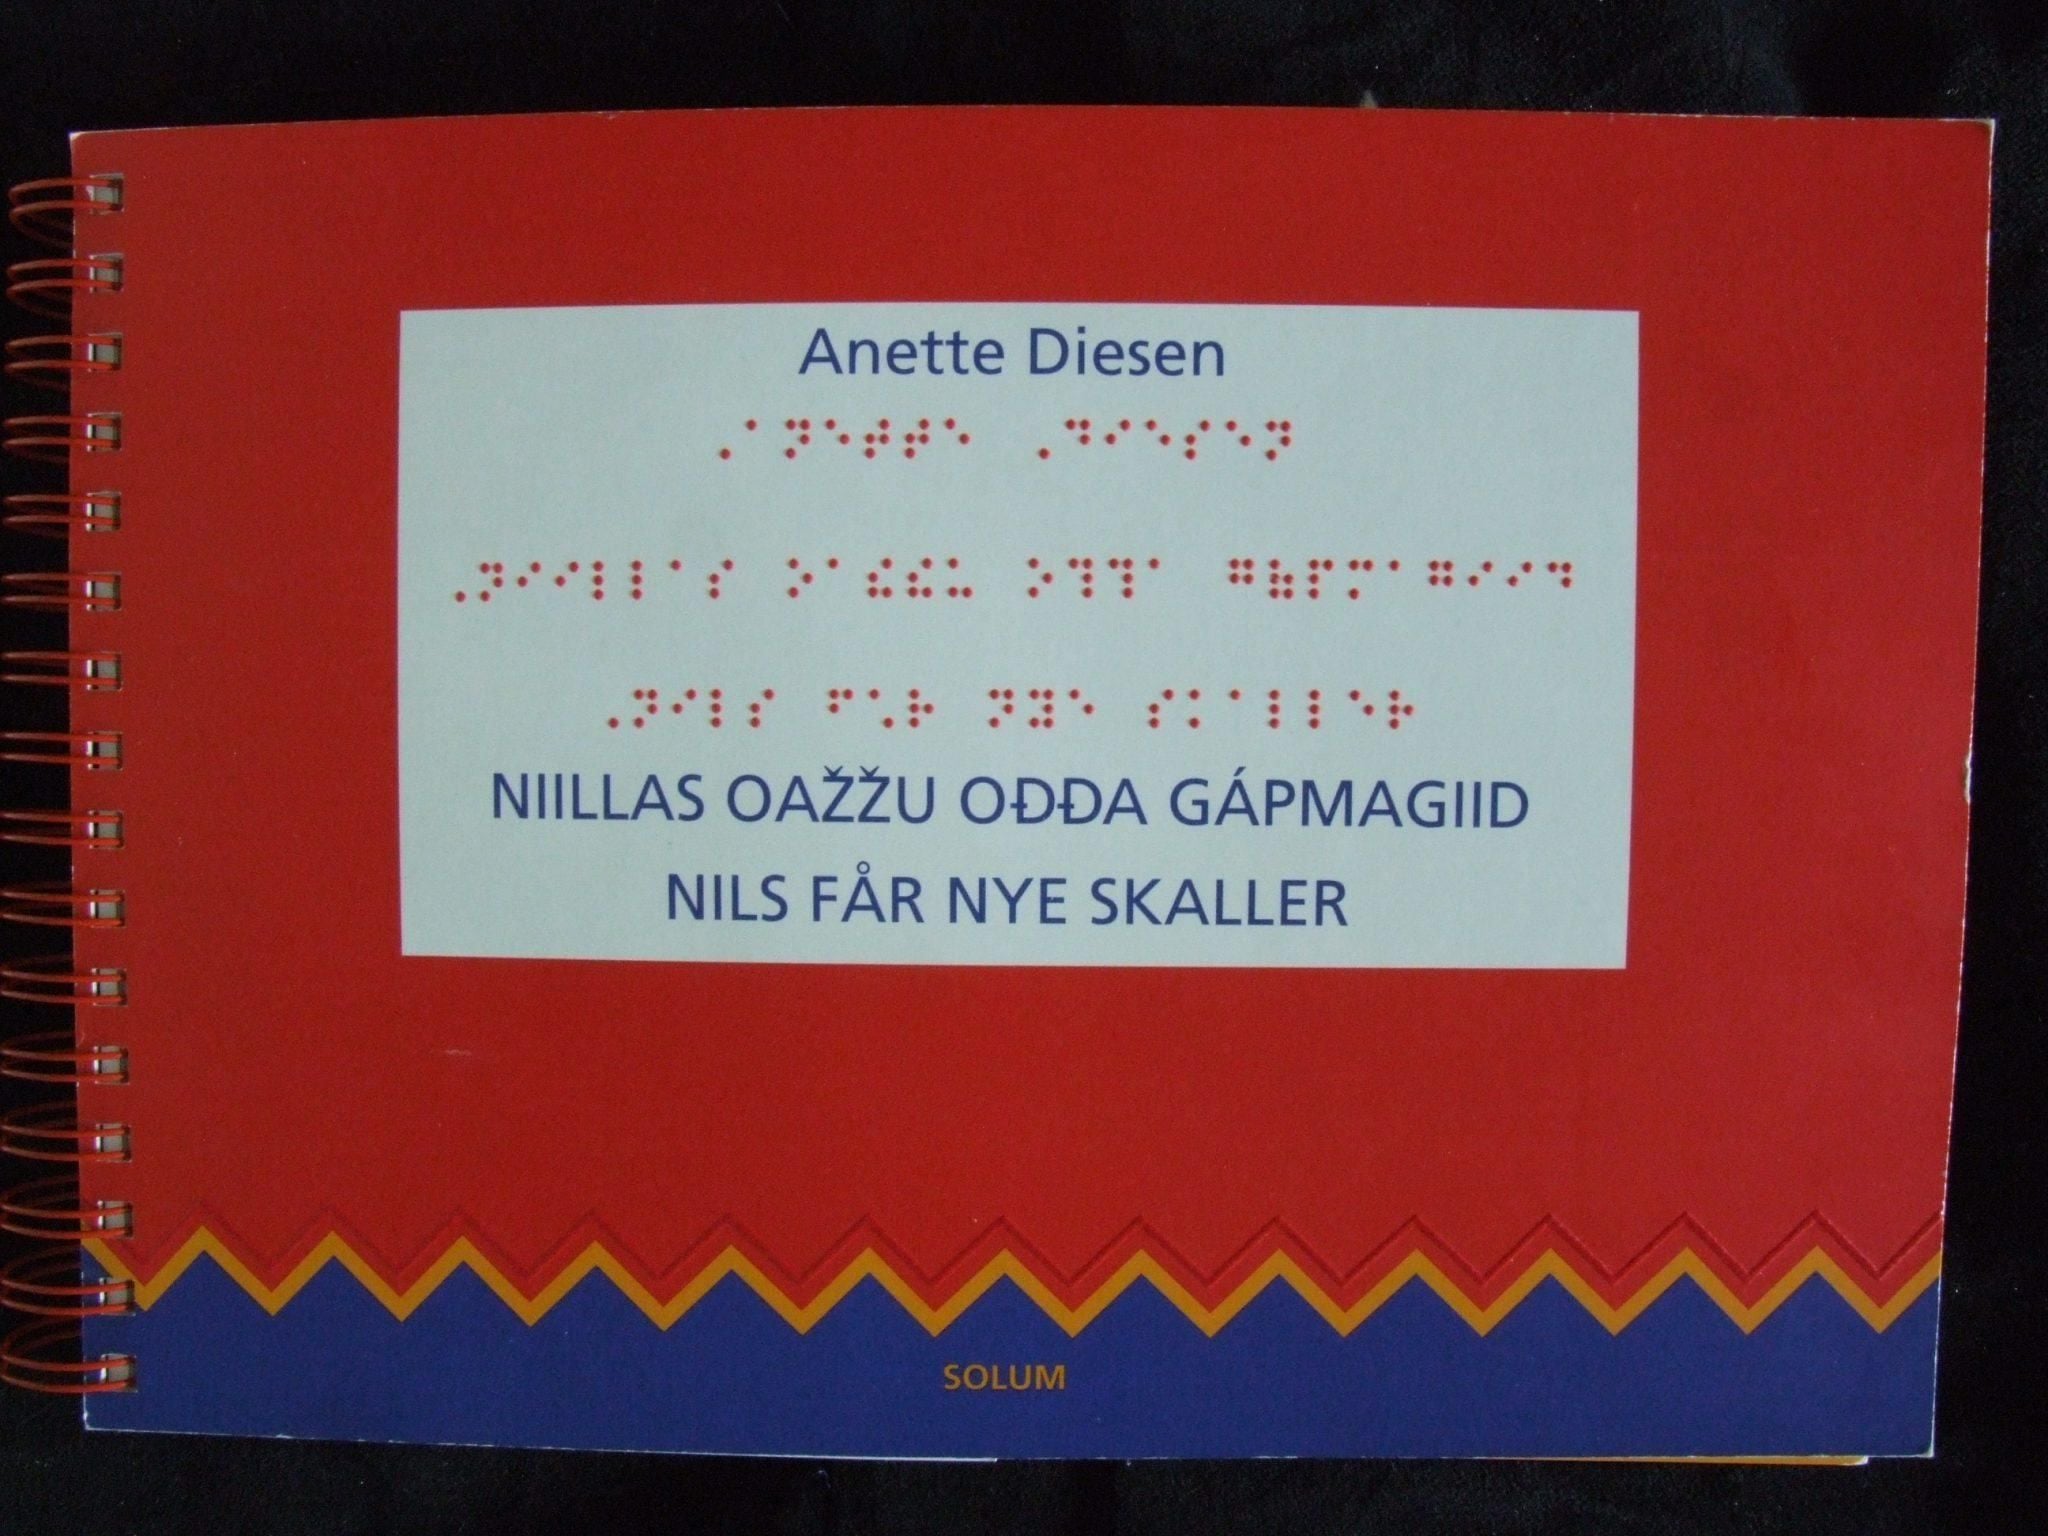 Anette Diesen
⠠⠁⠝⠑⠞⠞⠑ ⠠⠙⠊⠑⠎⠑⠝
⠠⠝⠊⠊⠇⠇⠁⠎ ⠕⠁⠮⠮⠥ ⠕⠹⠹⠁ ⠛⠷⠏⠍⠁⠛⠊⠊⠙
⠠⠝⠊⠇⠎ ⠋⠡⠗ ⠝⠽⠑ ⠎⠅⠁⠇⠇⠑⠗
NIILLAS OAŽŽU OĐĐA GÁPMAGIID
NILS FÅR NYE SKALLER
SOLUM